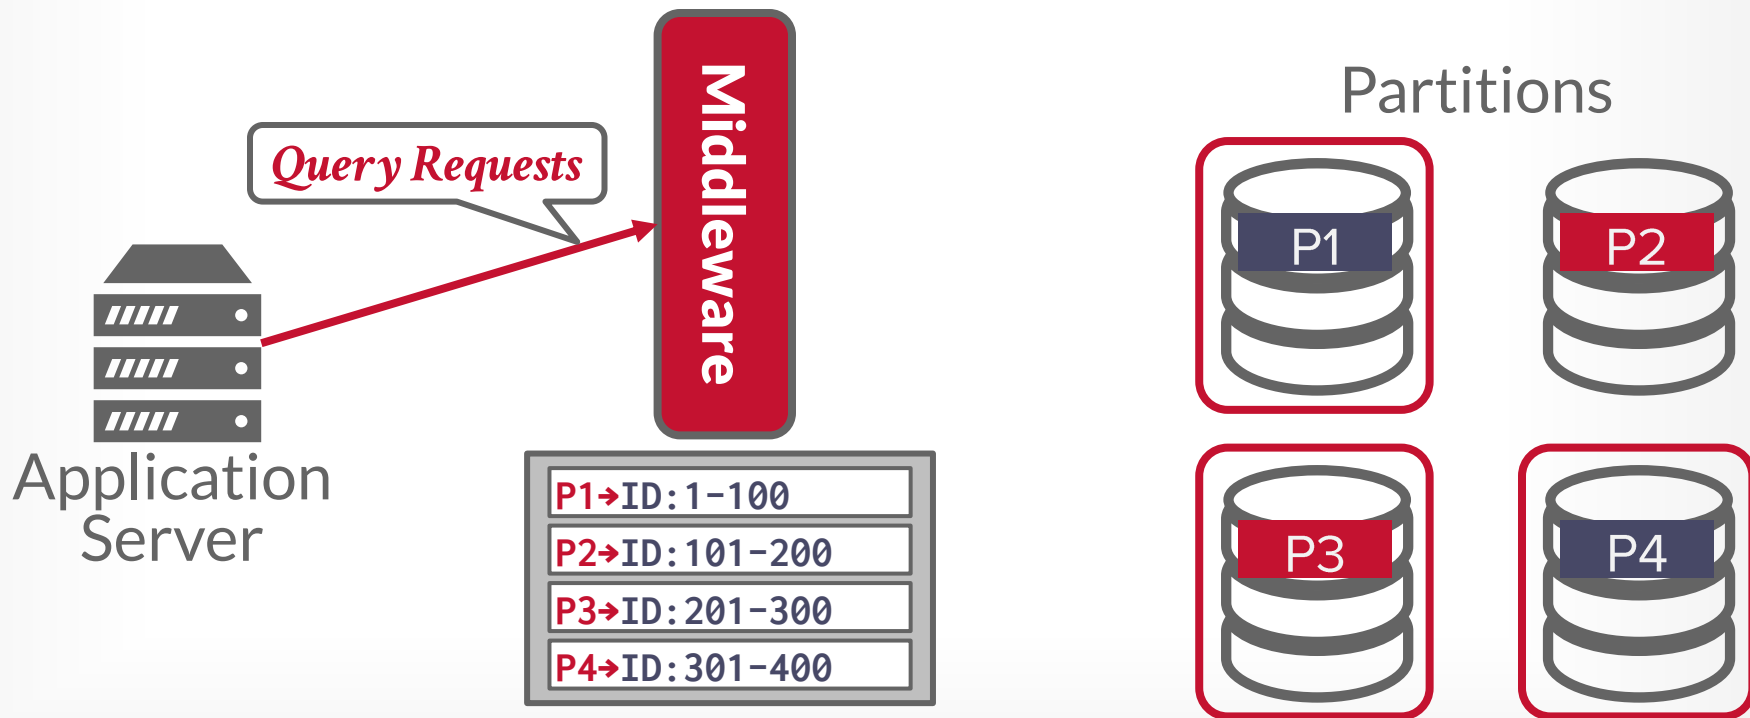 Middleware
Partitions
Query Requests
P1
P2
Application
Server
P1→ID:1-100
P2→ID:101-200
P3→ID:201-300
P4→ID:301-400
P3
P4